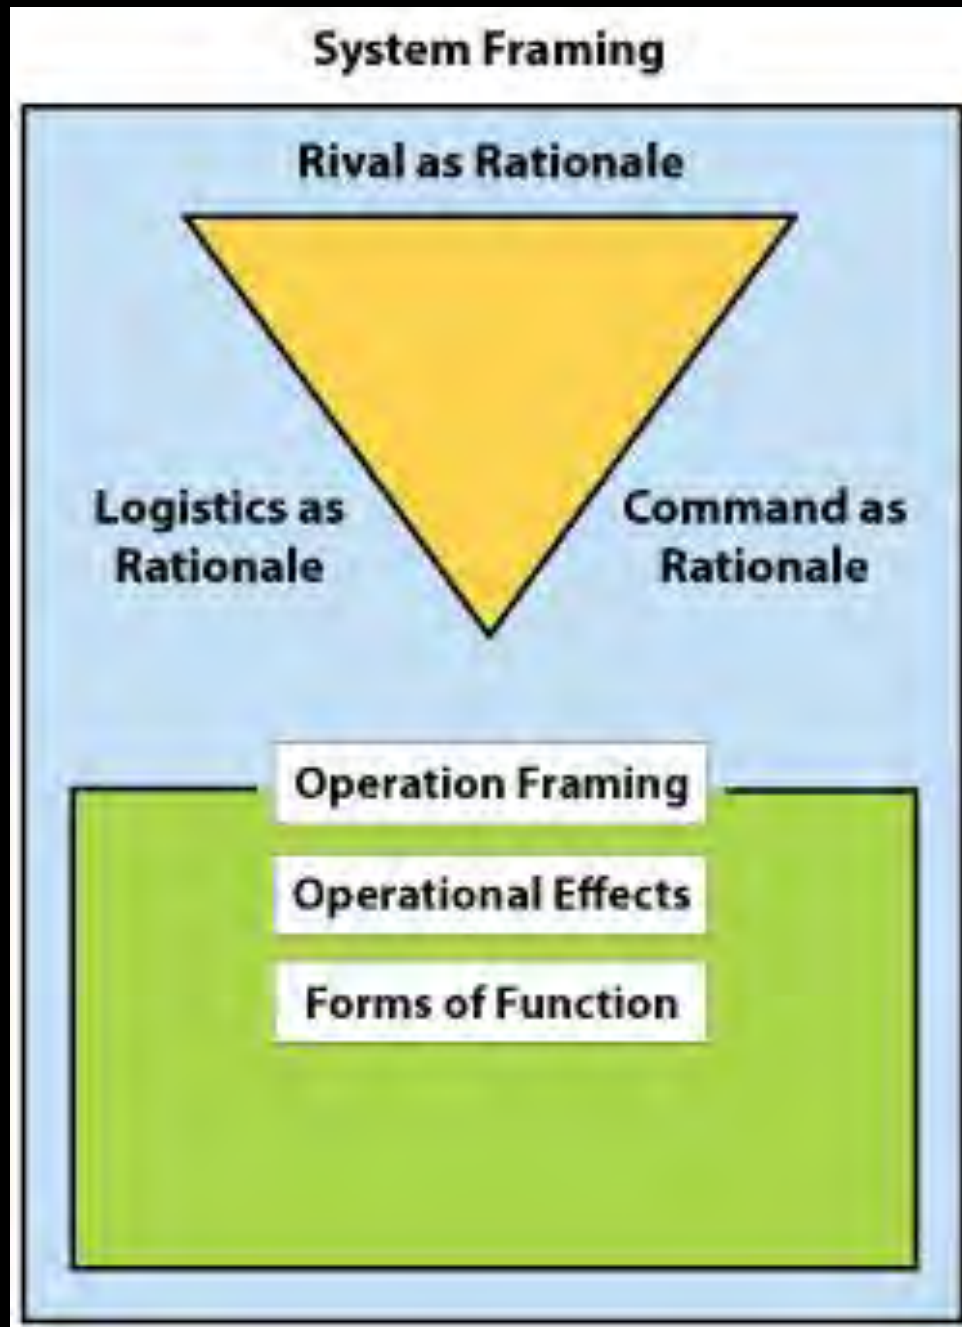 System Framing
Rival as Rationale
Logistics as
Rationale
Command as
Rationale
Operation Framing
Operational Effects
Forms of Function